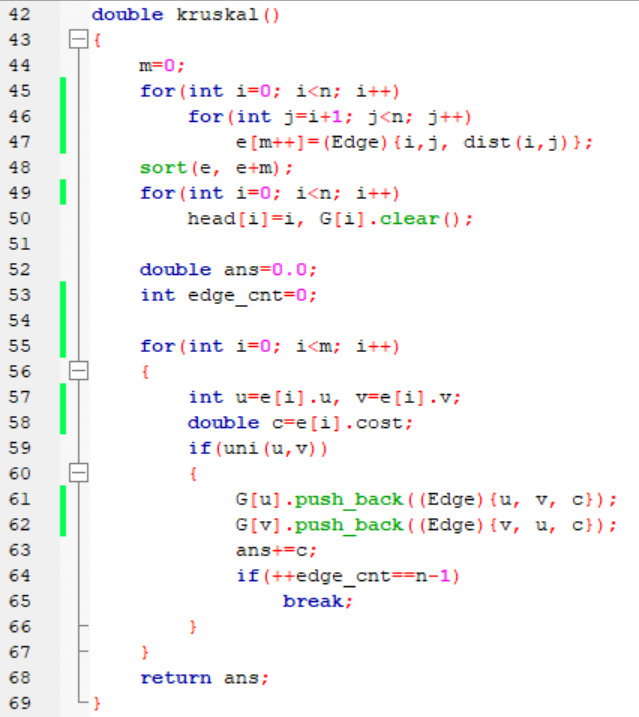 42 double kruskal()
43 {
44     m=0;
45     for(int i=0; i<n; i++)
46         for(int j=i+1; j<n; j++)
47             e[m++]=(Edge){i,j, dist(i,j)};
48     sort(e, e+m);
49     for(int i=0; i<n; i++)
50         head[i]=i, G[i].clear();
51
52     double ans=0.0;
53     int edge_cnt=0;
54
55     for(int i=0; i<m; i++)
56     {
57         int u=e[i].u, v=e[i].v;
58         double c=e[i].cost;
59         if(uni(u,v))
60         {
61             G[u].push_back((Edge){u, v, c});
62             G[v].push_back((Edge){v, u, c});
63             ans+=c;
64             if(++edge_cnt==n-1)
65                 break;
66         }
67     }
68     return ans;
69 }